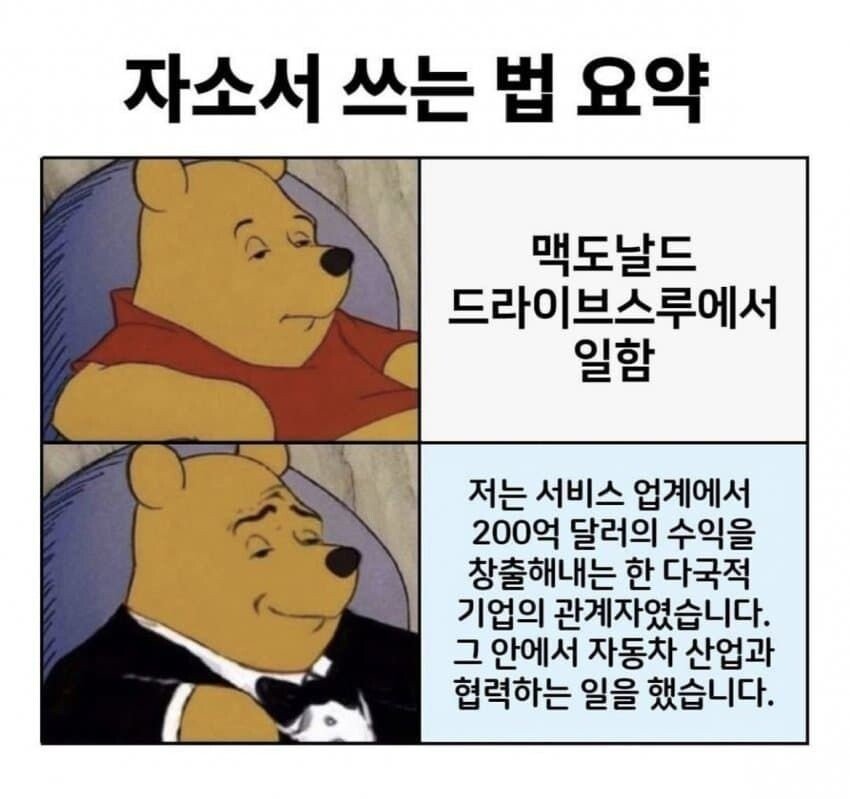 자소서 쓰는 법 요약
맥도날드
드라이브스루에서
일함
저는 서비스 업계에서
200억 달러의 수익을
창출해내는 한 다국적
기업의 관계자였습니다.
그 안에서 자동차 산업과
협력하는 일을 했습니다.